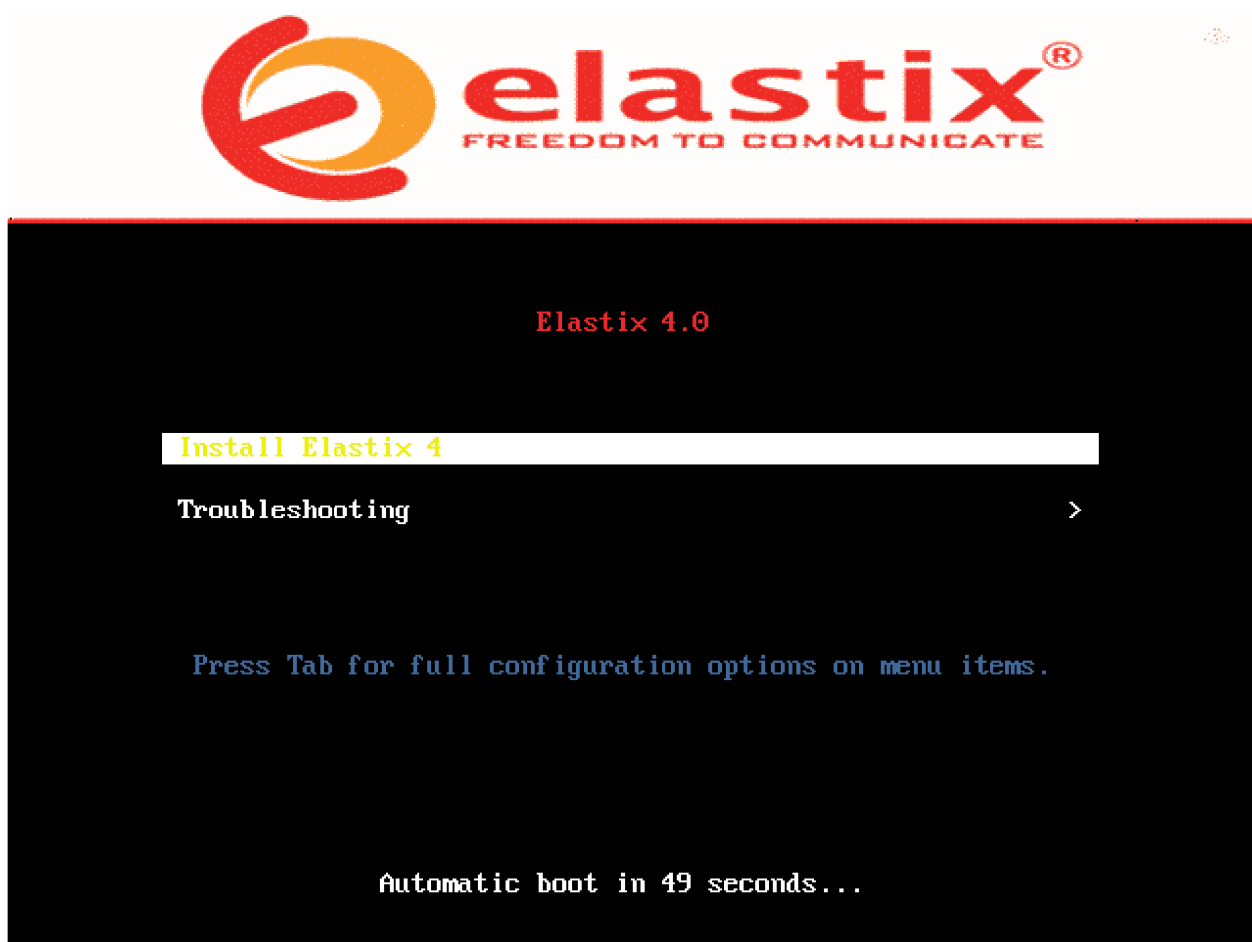 elastix®
FREEDOM TO COMMUNICATE
Elastix 4.0
Install Elastix 4
Troubleshooting >
Press Tab for full configuration options on menu items.
Automatic boot in 49 seconds...